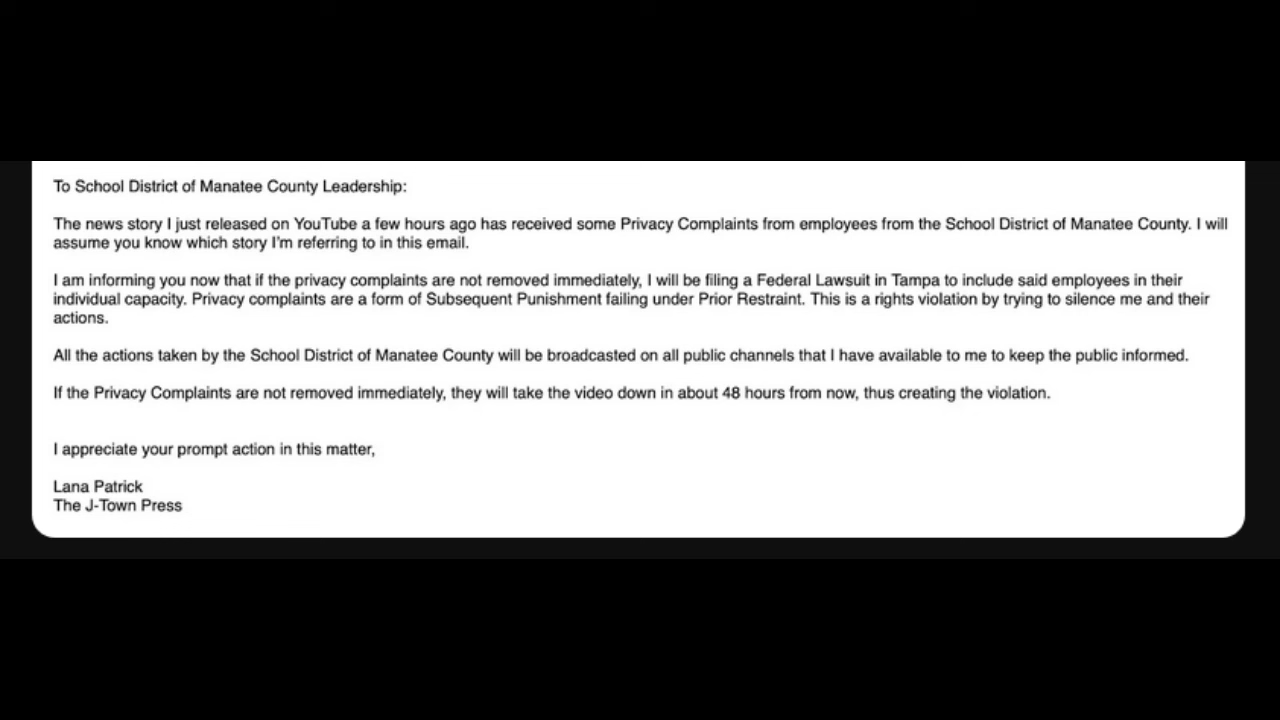 To School District of Manatee County Leadership:
The news story I just released on YouTube a few hours ago has received some Privacy Complaints from employees from the School District of Manatee County. I will
assume you know which story I'm referring to in this email.
I am informing you now that if the privacy complaints are not removed immediately, I will be filing a Federal Lawsuit in Tampa to include said employees in their
individual capacity. Privacy complaints are a form of Subsequent Punishment failing under Prior Restraint. This is a rights violation by trying to silence me and their
actions.
All the actions taken by the School District of Manatee County will be broadcasted on all public channels that I have available to me to keep the public informed.
If the Privacy Complaints are not removed immediately, they will take the video down in about 48 hours from now, thus creating the violation.
I appreciate your prompt action in this matter,
Lana Patrick
The J-Town Press